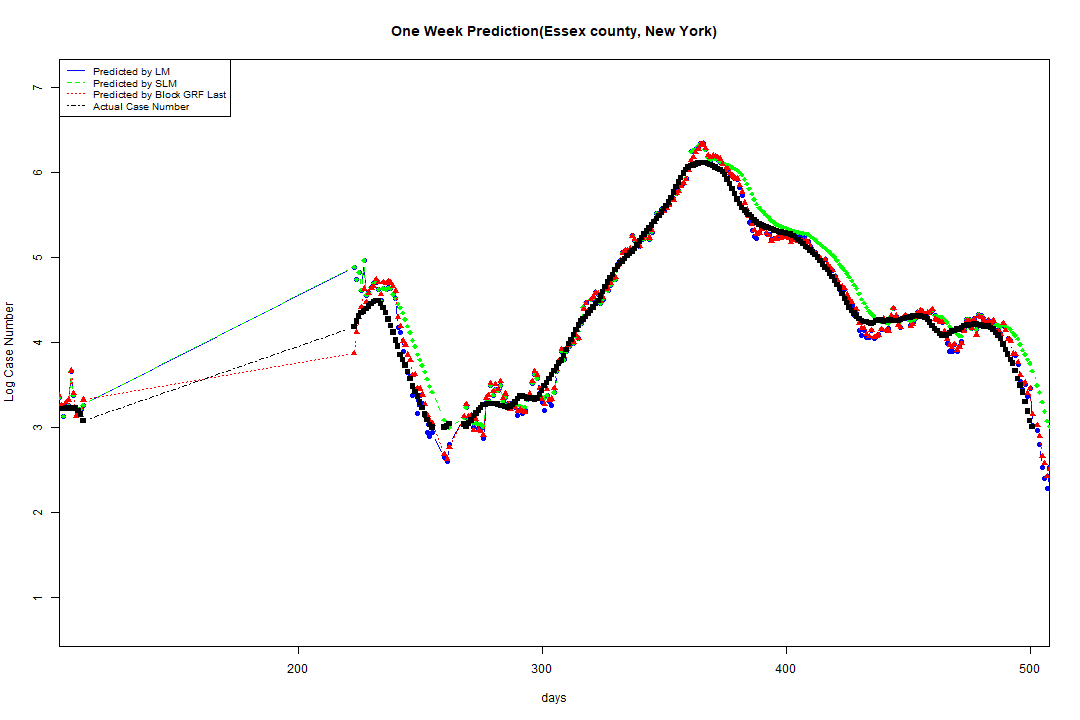 One Week Prediction(Essex county, New York)
Predicted by LM
Predicted by SLM
Predicted by Block GRF Last
Actual Case Number
Log Case Number
7
6
5
4
3
2
1
200 300 400 500
days